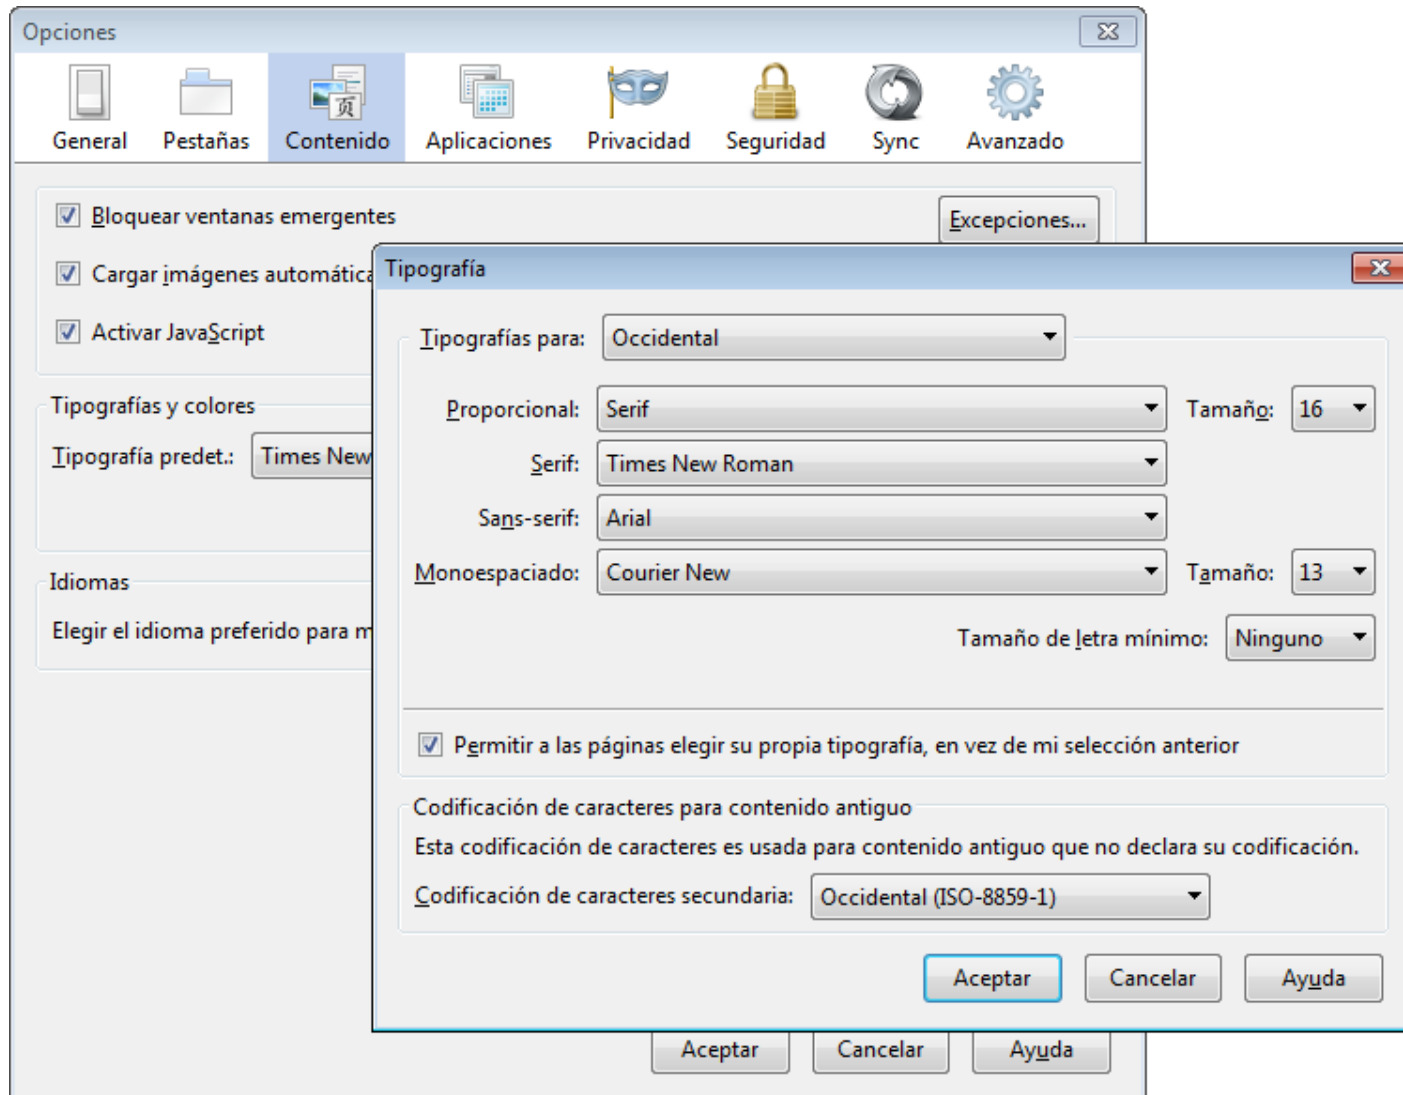 Opciones
General Pestañas Contenido Aplicaciones Privacidad Seguridad Sync Avanzado
Bloquear ventanas emergentes Excepciones...
Cargar imágenes
Activar JavaScript
Tipografías y colores
Tipografía predet.: Times New
Idiomas
Elegir el idioma preferido para
Tipografía
Tipografías para: Occidental
Proporcional: Serif Tamaño: 16
Serif: Times New Roman
Sans-serif: Arial
Monoespaciado: Courier New Tamaño: 13
Tamaño de letra mínimo: Ninguno
Permitir a las páginas elegir su propia tipografía, en vez de mi selección anterior
Codificación de caracteres para contenido antiguo
Esta codificación de caracteres es usada para contenido antiguo que no declara su codificación.
Codificación de caracteres secundaria: Occidental (ISO-8859-1)
Aceptar Cancelar Ayuda
Aceptar Cancelar Ayuda